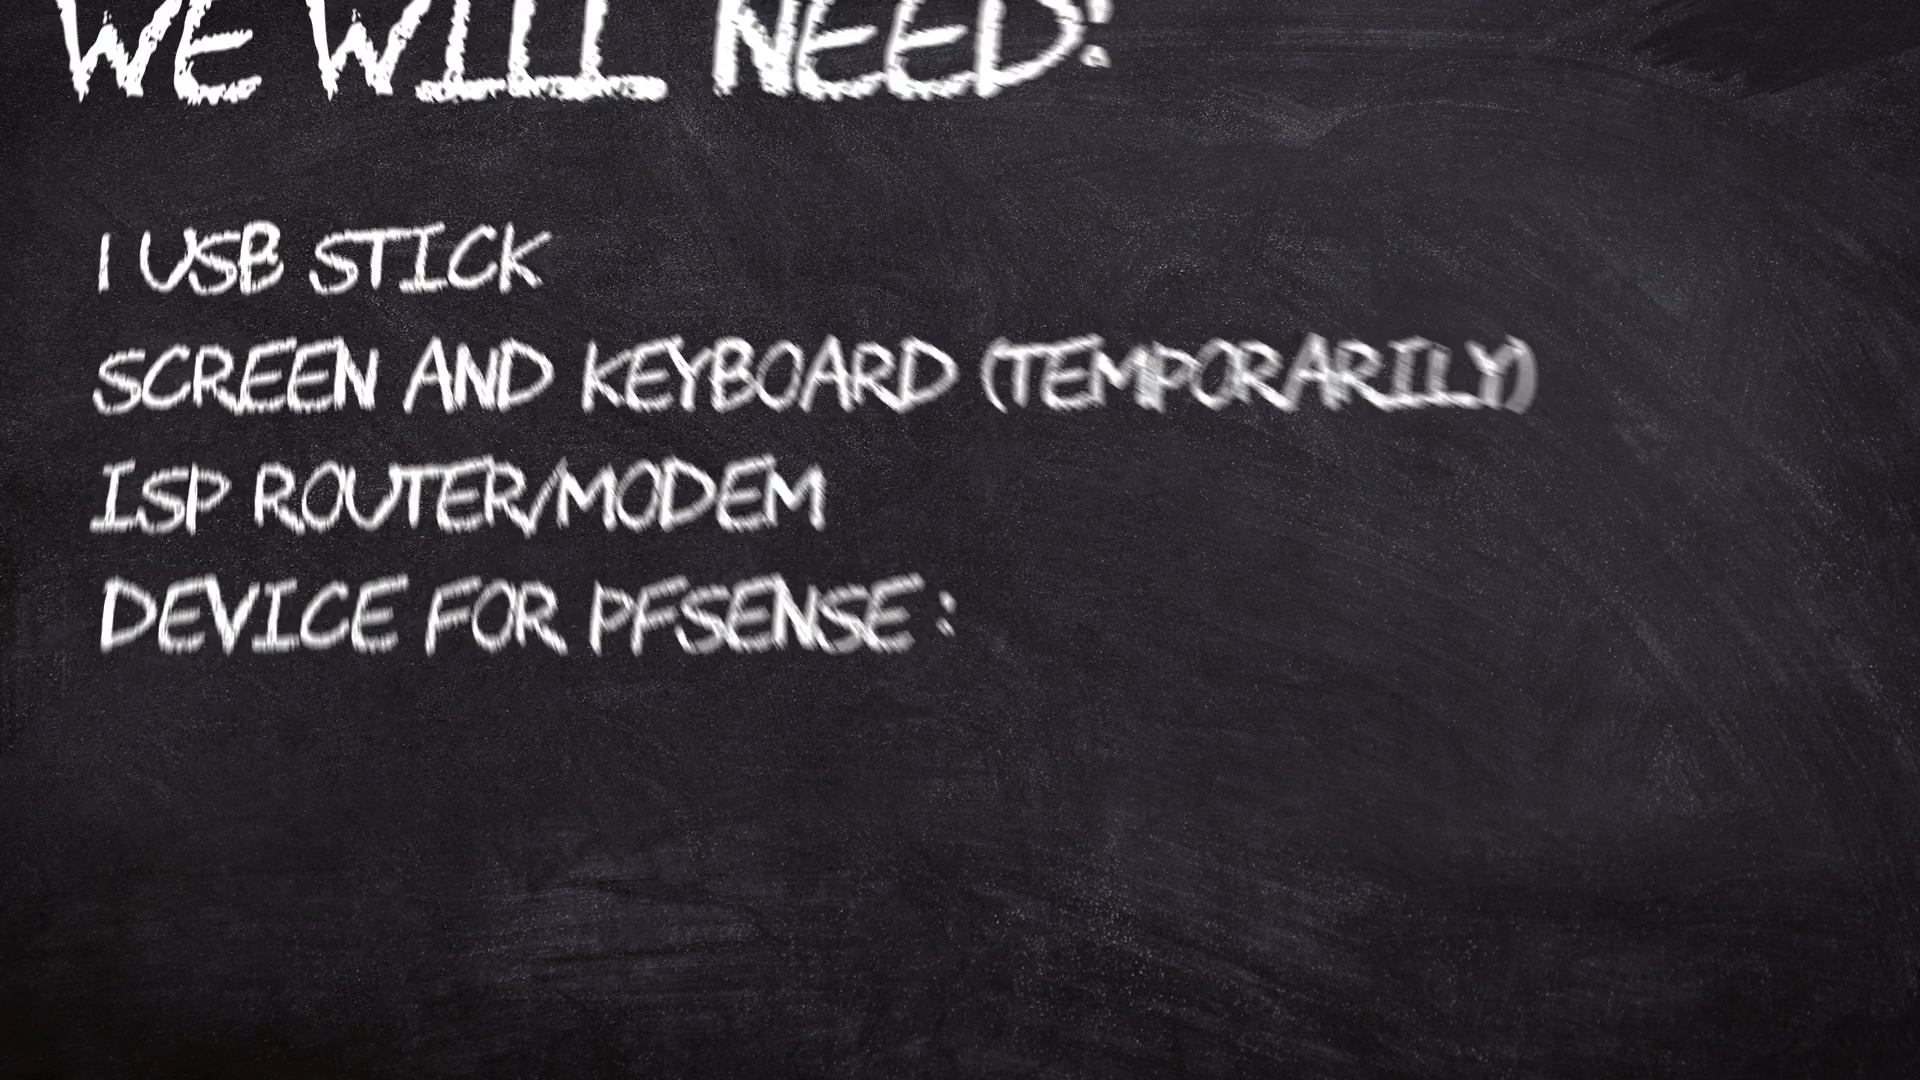 WE WILL NEED:
1 USB STICK
SCREEN AND KEYBOARD (TEMPORARILY)
ISP ROUTER/MODEM
DEVICE FOR PFSENSE :